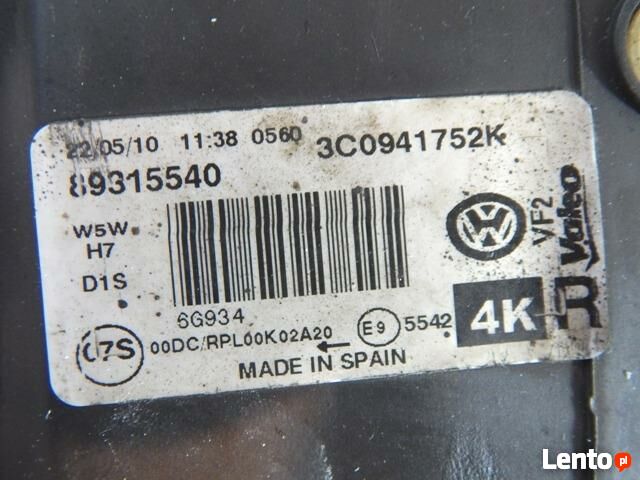 22/05/10 11:38 0560 3C0941752K
89315540
W5W
H7
D1S
6G934
VW
VF2
Valeo
07S
00DC/RPL00K02A20
E9
5542
4K
R
MADE IN SPAIN
Lento.pl